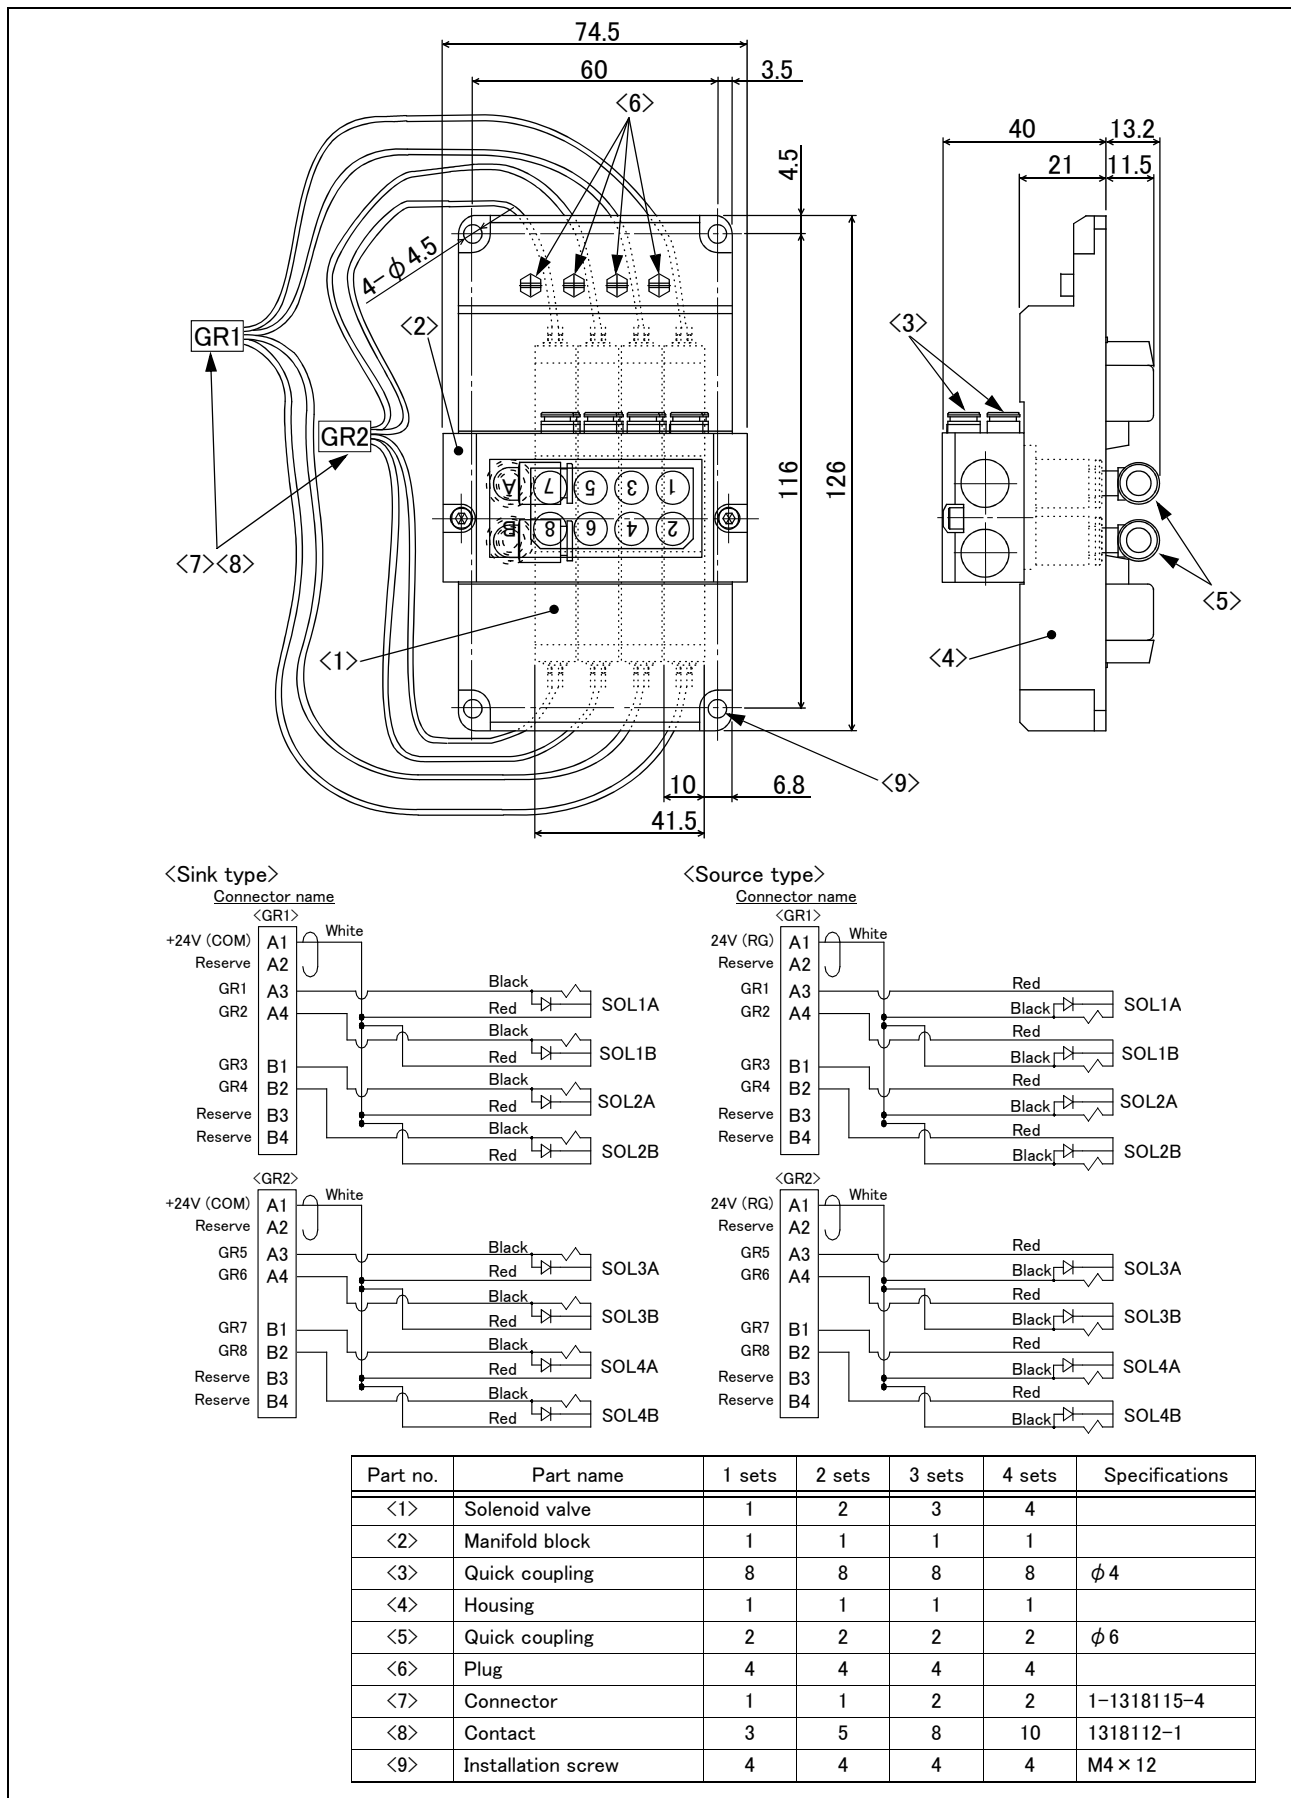 74.5
60
3.5
<6>
40
13.2
4.5
21
11.5
4-φ4.5
<3>
GR1
<2>
GR2
A 7 5 3 1
116
126
B 8 6 4 2
<7><8>
<5>
<1>
<4>
10
6.8
<9>
41.5
<Sink type>
Connector name
<GR1>
+24V (COM) A1 White
Reserve A2
GR1 A3 Black
SOL1A
GR2 A4 Red
Black
SOL1B
GR3 B1 Red
GR4 B2 Black
SOL2A
Reserve B3 Red
Reserve B4 Black
SOL2B
Red
<GR2>
+24V (COM) A1 White
Reserve A2
GR5 A3 Black
SOL3A
GR6 A4 Red
Black
SOL3B
GR7 B1 Red
GR8 B2 Black
SOL4A
Reserve B3 Red
Reserve B4 Black
SOL4B
Red
<Source type>
Connector name
<GR1>
24V (RG) A1 White
Reserve A2
GR1 A3 Red
SOL1A
GR2 A4 Black
Red
SOL1B
GR3 B1 Black
GR4 B2 Red
SOL2A
Reserve B3 Black
Reserve B4 Red
SOL2B
Black
<GR2>
24V (RG) A1 White
Reserve A2
GR5 A3 Red
SOL3A
GR6 A4 Black
Red
SOL3B
GR7 B1 Black
GR8 B2 Red
SOL4A
Reserve B3 Black
Reserve B4 Red
SOL4B
Black
Part no. Part name 1 sets 2 sets 3 sets 4 sets Specifications
<1> Solenoid valve 1 2 3 4
<2> Manifold block 1 1 1 1
<3> Quick coupling 8 8 8 8 φ4
<4> Housing 1 1 1 1
<5> Quick coupling 2 2 2 2 φ6
<6> Plug 4 4 4 4
<7> Connector 1 1 2 2 1-1318115-4
<8> Contact 3 5 8 10 1318112-1
<9> Installation screw 4 4 4 4 M4×12